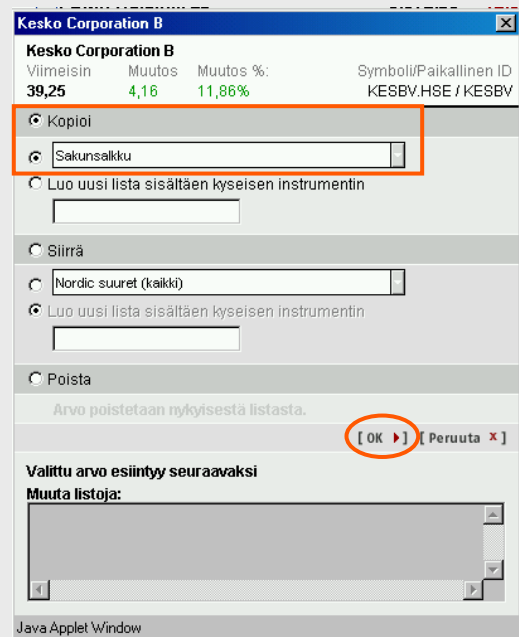 Kesko Corporation B
Kesko Corporation B
Viimeisin Muutos Muutos %: Symboli/Paikallinen ID
39,25 4,16 11,86% KESBV.HSE / KESBV
Kopioi
Sakunsalkku
Luo uusi lista sisältäen kyseisen instrumentin
Siirrä
Nordic suuret (kaikki)
Luo uusi lista sisältäen kyseisen instrumentin
Poista
Arvo poistetaan nykyisestä listasta.
[ OK ] [ Peruuta x ]
Valittu arvo esiintyy seuraavaksi
Muuta listoja:
Java Applet Window